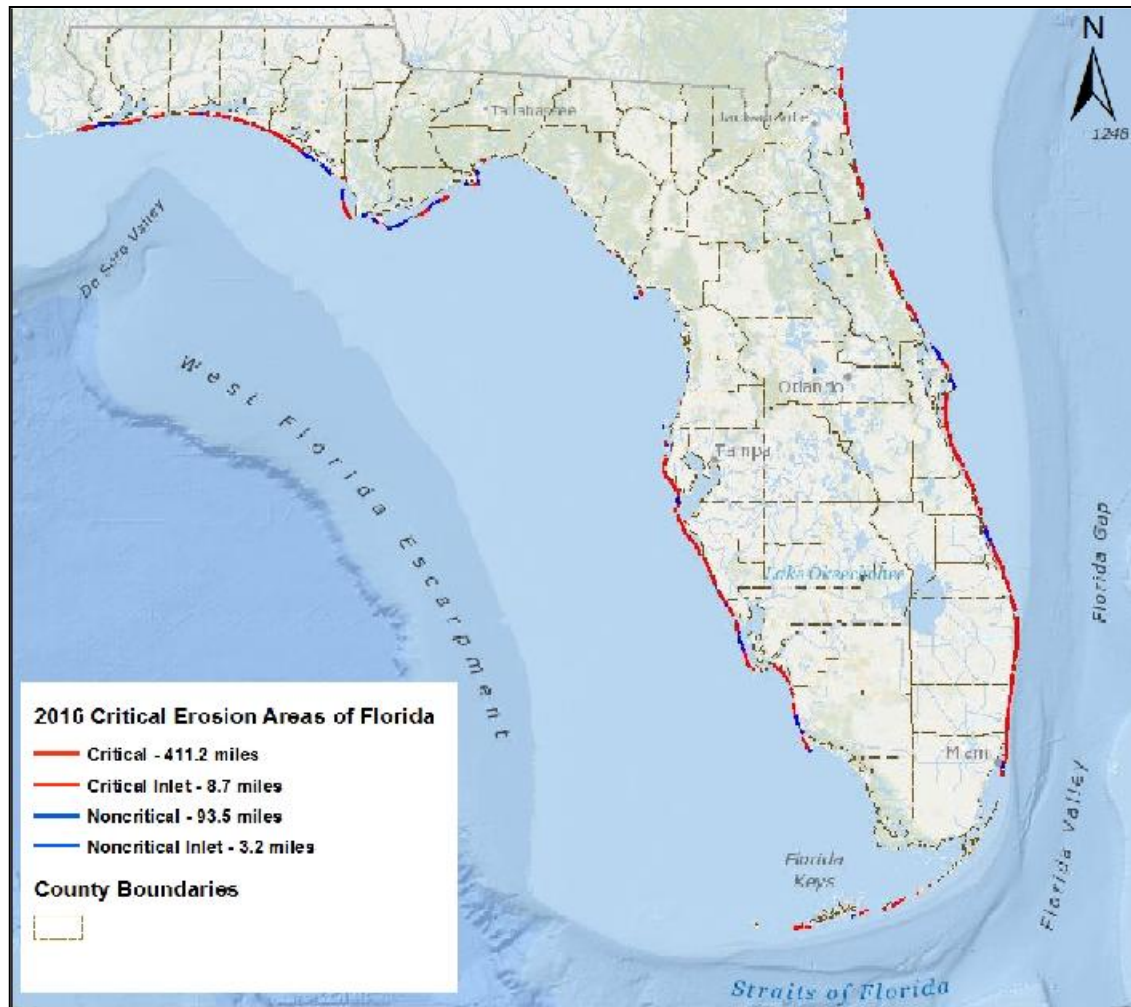 N
1248
Tallahassee
Jacksonville
De Soto Valley
West Florida Escarpment
Orlando
Tampa
Florida Gap
Lake Okeechobee
2016 Critical Erosion Areas of Florida
Critical - 411.2 miles
Critical Inlet - 8.7 miles
Noncritical - 93.5 miles
Noncritical Inlet - 3.2 miles
County Boundaries
Miami
Florida Valley
Florida
Keys
Straits of Florida